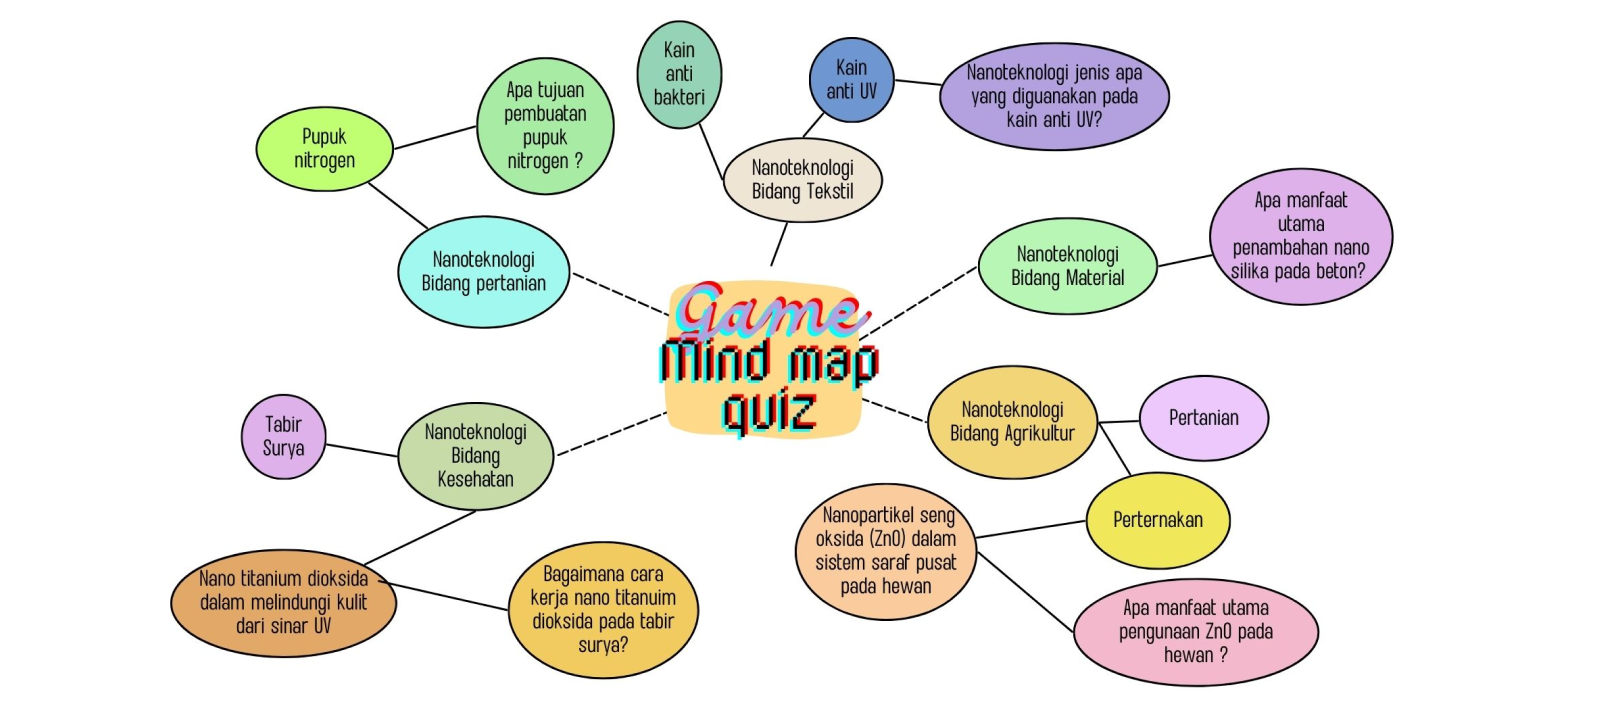 Game
Mind map
quiz
Kain
anti
bakteri
Kain
anti UV
Nanoteknologi jenis apa
yang diguanakan pada
kain anti UV?
Nanoteknologi
Bidang Tekstil
Apa tujuan
pembuatan
pupuk
nitrogen ?
Pupuk
nitrogen
Nanoteknologi
Bidang pertanian
Nanoteknologi
Bidang Material
Apa manfaat
utama
penambahan nano
silika pada beton?
Nanoteknologi
Bidang Agrikultur
Pertanian
Perternakan
Nanopartikel seng
oksida (ZnO) dalam
sistem saraf pusat
pada hewan
Apa manfaat utama
pengunaan ZnO pada
hewan ?
Tabir
Surya
Nanoteknologi
Bidang
Kesehatan
Nano titanium dioksida
dalam melindungi kulit
dari sinar UV
Bagaimana cara
kerja nano titanuim
dioksida pada tabir
surya?